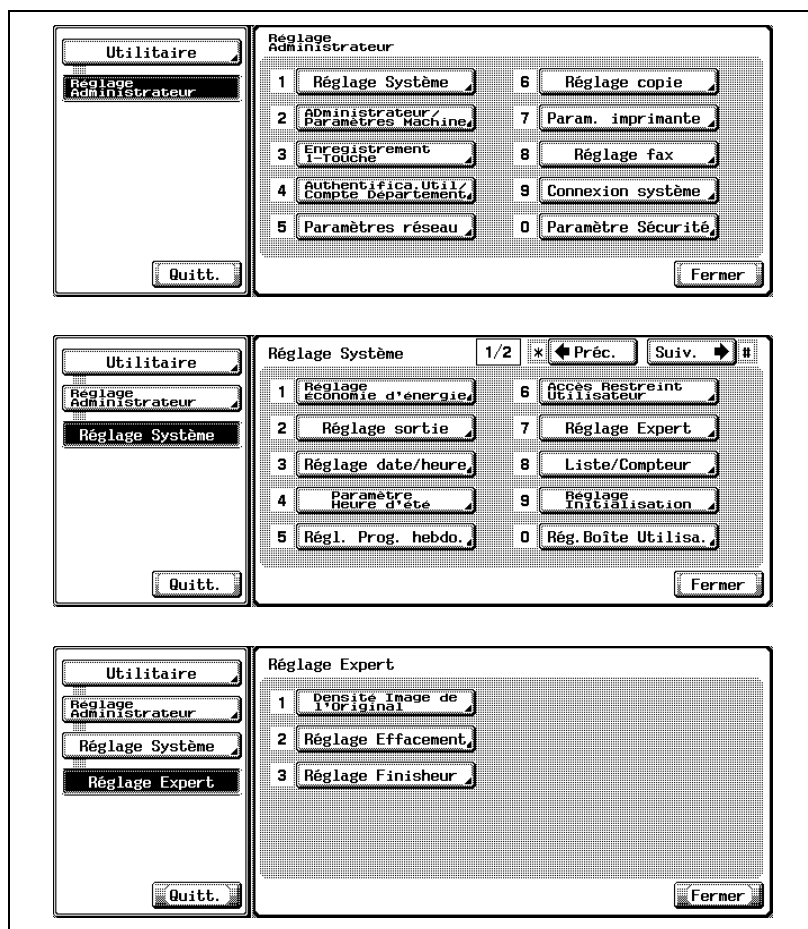 Utilitaire
Réglage
Administrateur
Quitt.
Réglage
Administrateur
1 Réglage Système
2 ADministrateur/
Paramètres Machine
3 Enregistrement
1-Touche
4 Authentifica.Util/
Compte Département
5 Paramètres réseau
6 Réglage copie
7 Param. imprimante
8 Réglage fax
9 Connexion système
0 Paramètre Sécurité
Fermer
Utilitaire
Réglage
Administrateur
Réglage Système
Quitt.
Réglage Système 1/2 * Préc. Suiv. #
1 Réglage
économie d'énergie
2 Réglage sortie
3 Réglage date/heure
4 Paramètre
Heure d'été
5 Régl. Prog. hebdo.
6 Accès Restreint
Utilisateur
7 Réglage Expert
8 Liste/Compteur
9 Réglage
Initialisation
0 Rég.Boîte Utilisa.
Fermer
Utilitaire
Réglage
Administrateur
Réglage Système
Réglage Expert
Quitt.
Réglage Expert
1 Densité Image de
l'Original
2 Réglage Effacement
3 Réglage Finisheur
Fermer